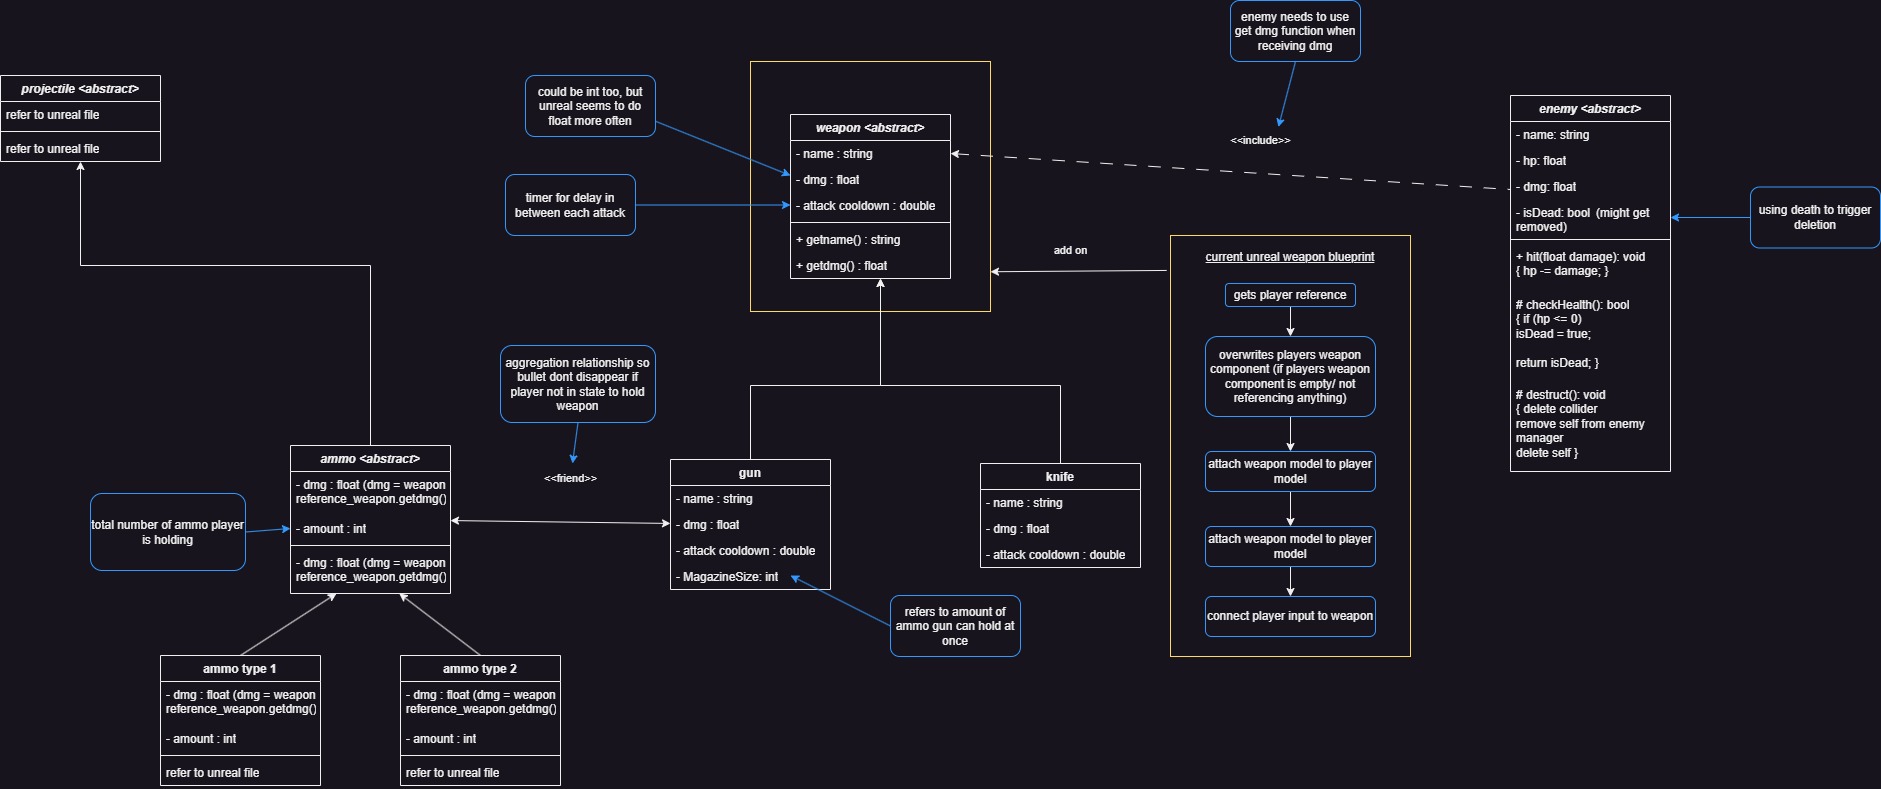 enemy needs to use
get dmg function when
receiving dmg
<<include>>
projectile <abstract>
refer to unreal file
refer to unreal file
could be int too, but
unreal seems to do
float more often
timer for delay in
between each attack
weapon <abstract>
- name : string
- dmg : float
- attack cooldown : double
+ getname() : string
+ getdmg() : float
enemy <abstract>
- name: string
- hp: float
- dmg: float
- isDead: bool (might get
removed)
+ hit(float damage): void
{ hp -= damage; }
# checkHealth(): bool
{ if (hp <= 0)
isDead = true;
return isDead; }
# destruct(): void
{ delete collider
remove self from enemy
manager
delete self }
using death to trigger
deletion
add on
current unreal weapon blueprint
gets player reference
overwrites players weapon
component (if players weapon
component is empty/ not
referencing anything)
attach weapon model to player
model
attach weapon model to player
model
connect player input to weapon
aggregation relationship so
bullet dont disappear if
player not in state to hold
weapon
<<friend>>
ammo <abstract>
- dmg : float (dmg = weapon
reference_weapon.getdmg()
- amount : int
- dmg : float (dmg = weapon
reference_weapon.getdmg()
total number of ammo player
is holding
gun
- name : string
- dmg : float
- attack cooldown : double
- MagazineSize: int
refers to amount of
ammo gun can hold at
once
knife
- name : string
- dmg : float
- attack cooldown : double
ammo type 1
- dmg : float (dmg = weapon
reference_weapon.getdmg()
- amount : int
refer to unreal file
ammo type 2
- dmg : float (dmg = weapon
reference_weapon.getdmg()
- amount : int
refer to unreal file